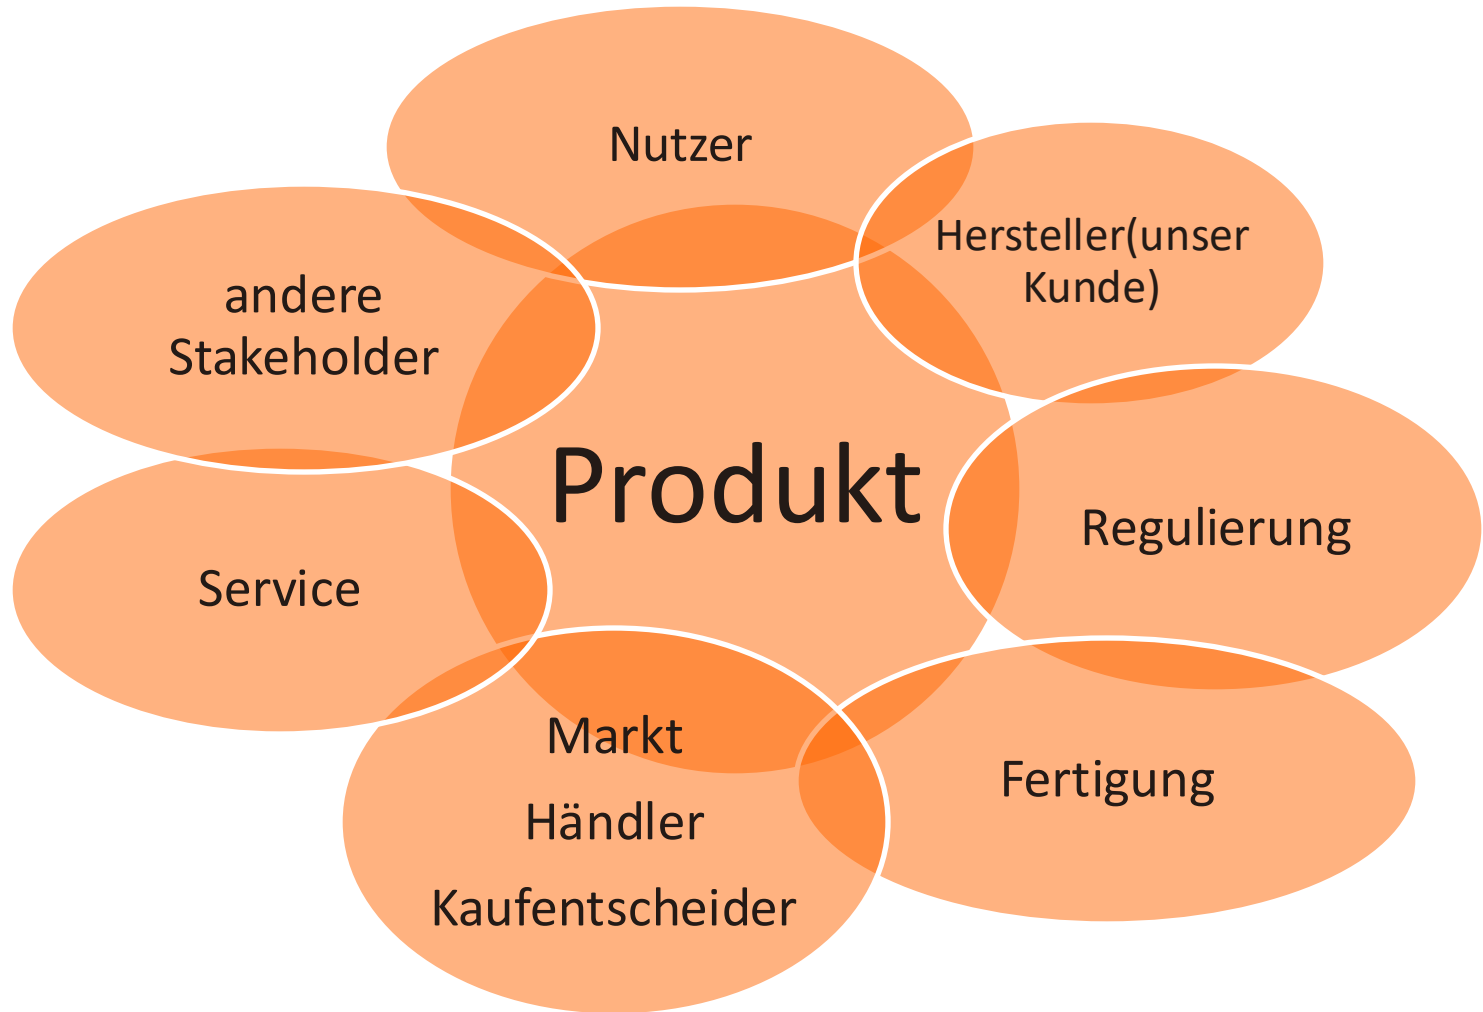 Nutzer
Hersteller(unser
Kunde)
andere
Stakeholder
Produkt
Regulierung
Service
Markt
Händler
Kaufentscheider
Fertigung